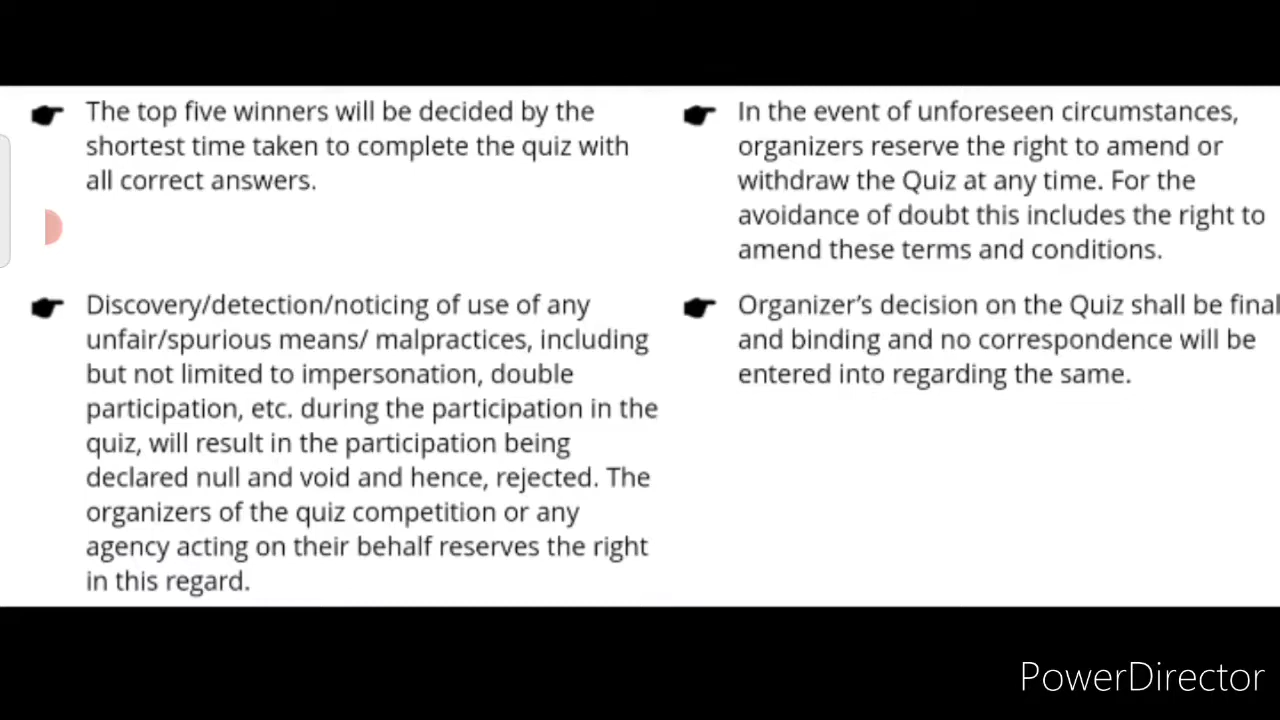 The top five winners will be decided by the
shortest time taken to complete the quiz with
all correct answers.
Discovery/detection/noticing of use of any
unfair/spurious means/ malpractices, including
but not limited to impersonation, double
participation, etc. during the participation in the
quiz, will result in the participation being
declared null and void and hence, rejected. The
organizers of the quiz competition or any
agency acting on their behalf reserves the right
in this regard.
In the event of unforeseen circumstances,
organizers reserve the right to amend or
withdraw the Quiz at any time. For the
avoidance of doubt this includes the right to
amend these terms and conditions.
Organizer’s decision on the Quiz shall be final
and binding and no correspondence will be
entered into regarding the same.
PowerDirector